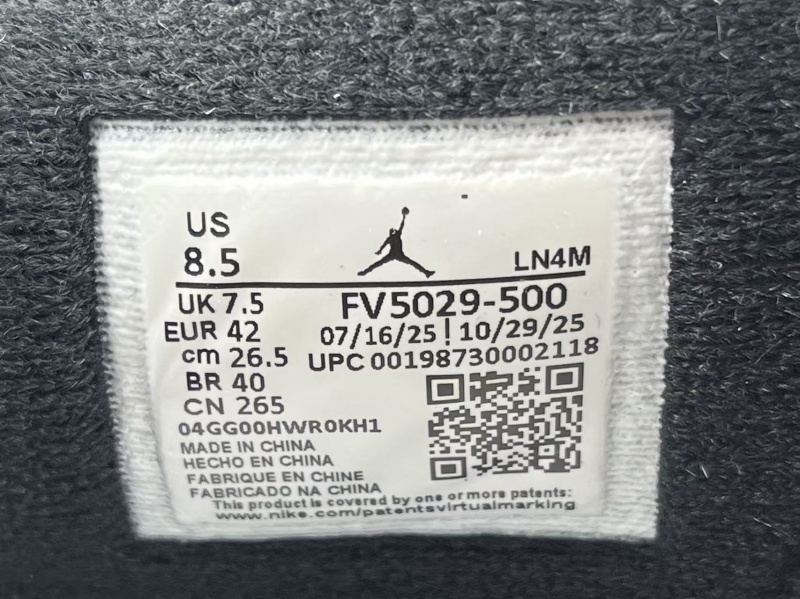 US
8.5
LN4M
UK 7.5
FV5029-500
EUR 42
07/16/25 | 10/29/25
cm 26.5
UPC 00198730002118
BR 40
CN 265
04GG00HWR0KH1
MADE IN CHINA
HECHO EN CHINA
FABRIQUE EN CHINE
FABRICADO NA CHINA
This product is covered by one or more patents:
www.nike.com/patentsvirtualmarking